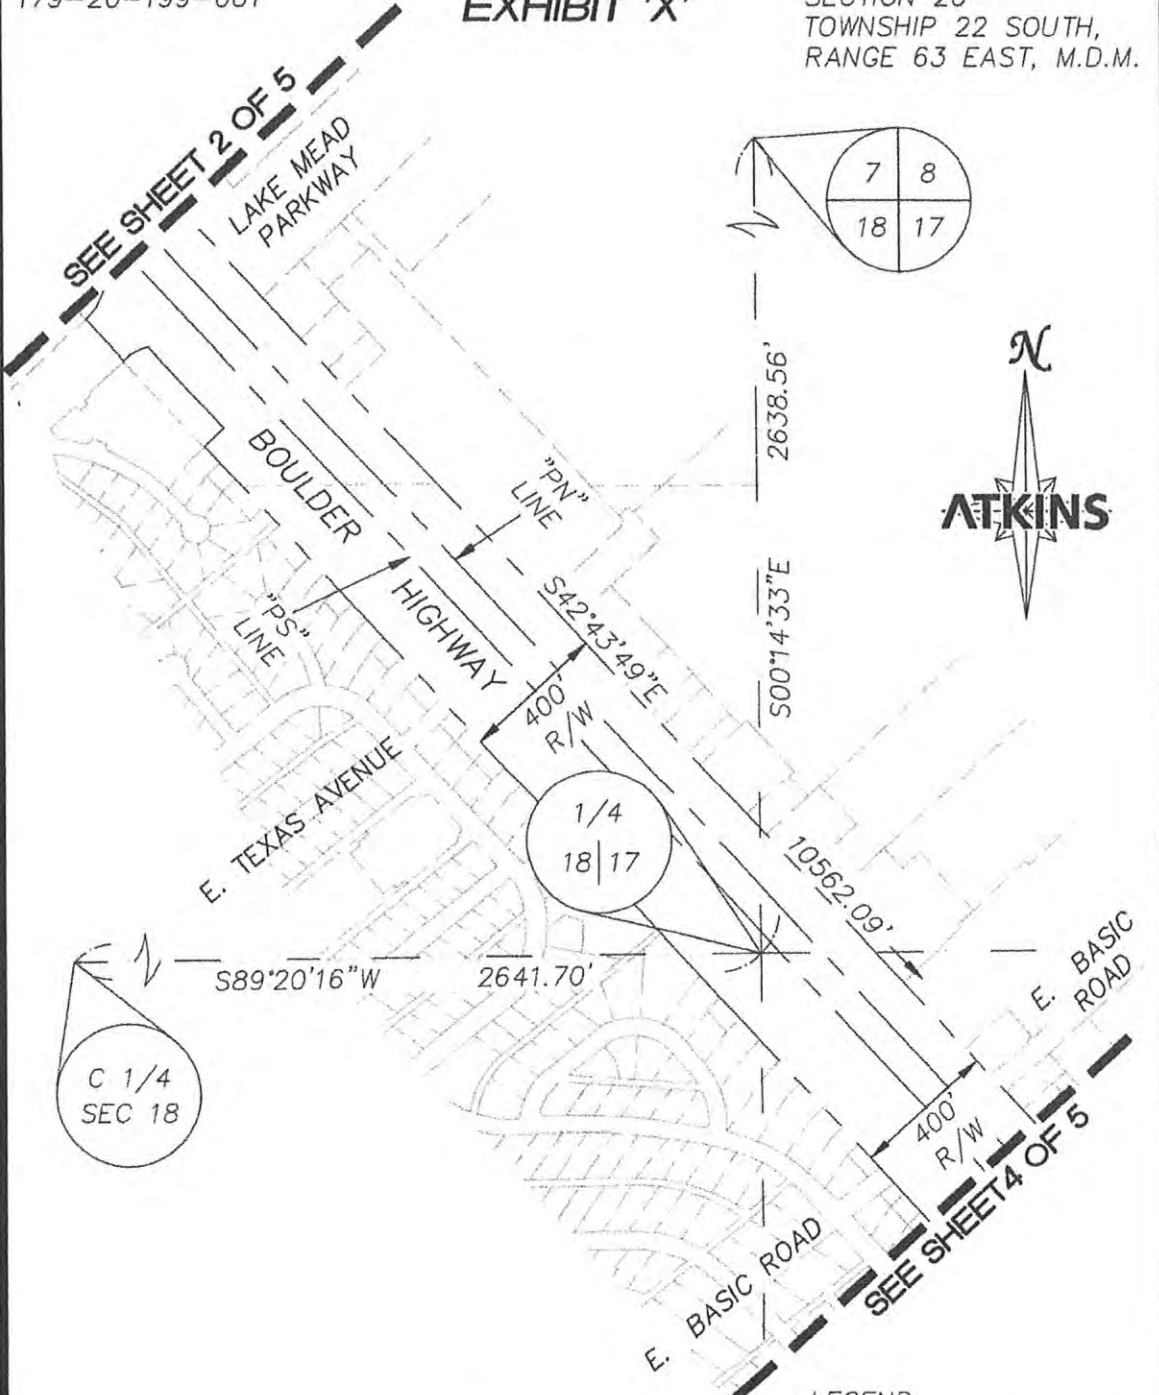 EXHIBIT 'X'
TOWNSHIP 22 SOUTH,
RANGE 63 EAST, M.D.M.
SEE SHEET 2 OF 5
LAKE MEAD
PARKWAY
7 8
18 17
N
2638.56'
ATKINS
BOULDER
HIGHWAY
"PN"
LINE
"PS"
LINE
S42°43'49"E
S00°14'33"E
400'
R/W
E. TEXAS AVENUE
1/4
18 17
10562.09'
S89°20'16"W 2641.70'
E. BASIC
ROAD
C 1/4
SEC 18
400'
R/W
SEE SHEET 4 OF 5
E. BASIC ROAD
LEGEND